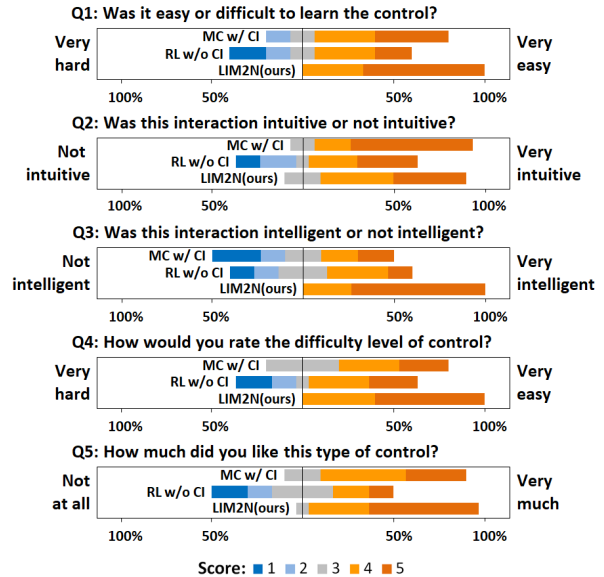 Q1: Was it easy or difficult to learn the control?
Very hard
MC w/ CI
RL w/o CI
LIM2N(ours)
Very easy
100% 50% 50% 100%
Q2: Was this interaction intuitive or not intuitive?
Not intuitive
MC w/ CI
RL w/o CI
LIM2N(ours)
Very intuitive
100% 50% 50% 100%
Q3: Was this interaction intelligent or not intelligent?
Not intelligent
MC w/ CI
RL w/o CI
LIM2N(ours)
Very intelligent
100% 50% 50% 100%
Q4: How would you rate the difficulty level of control?
Very hard
MC w/ CI
RL w/o CI
LIM2N(ours)
Very easy
100% 50% 50% 100%
Q5: How much did you like this type of control?
Not at all
MC w/ CI
RL w/o CI
LIM2N(ours)
Very much
100% 50% 50% 100%
Score: 1 2 3 4 5